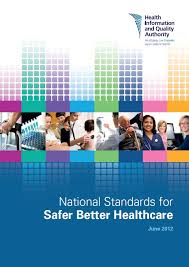 Health
Information
and Quality
Authority
National Standards for
Safer Better Healthcare
June 2012